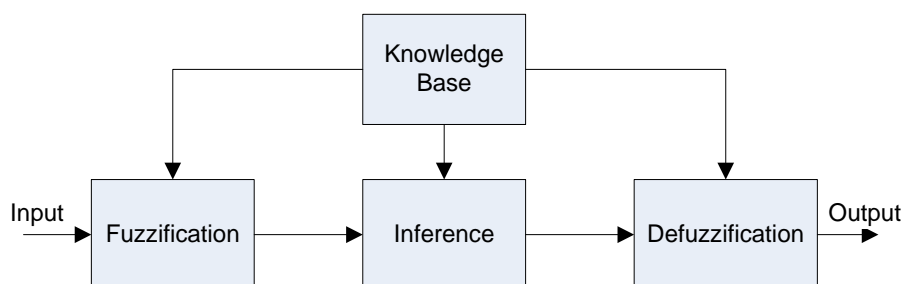 Knowledge
Base
Input
Fuzzification
Inference
Defuzzification
Output